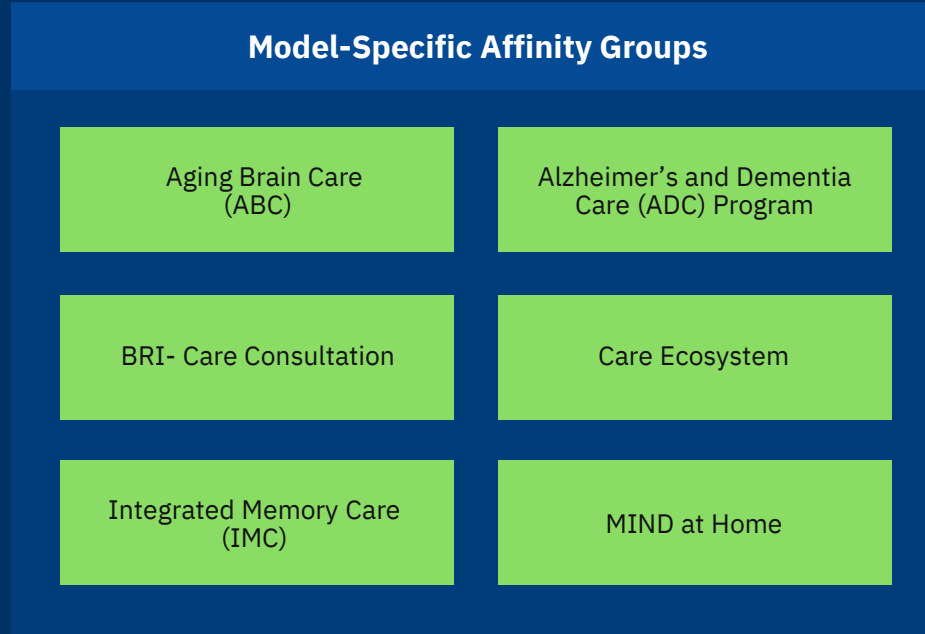 Model-Specific Affinity Groups
Aging Brain Care
(ABC)
Alzheimer’s and Dementia
Care (ADC) Program
BRI- Care Consultation
Care Ecosystem
Integrated Memory Care
(IMC)
MIND at Home